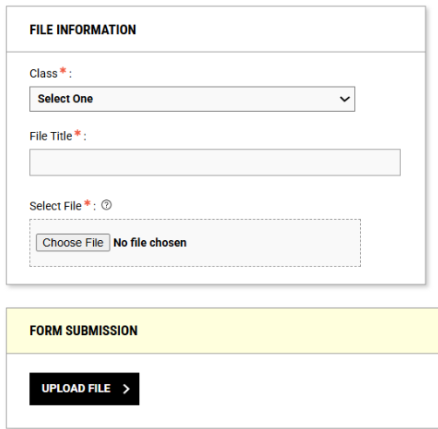 FILE INFORMATION
Class * :
Select One
File Title * :
Select File * : ?
Choose File No file chosen
FORM SUBMISSION
UPLOAD FILE